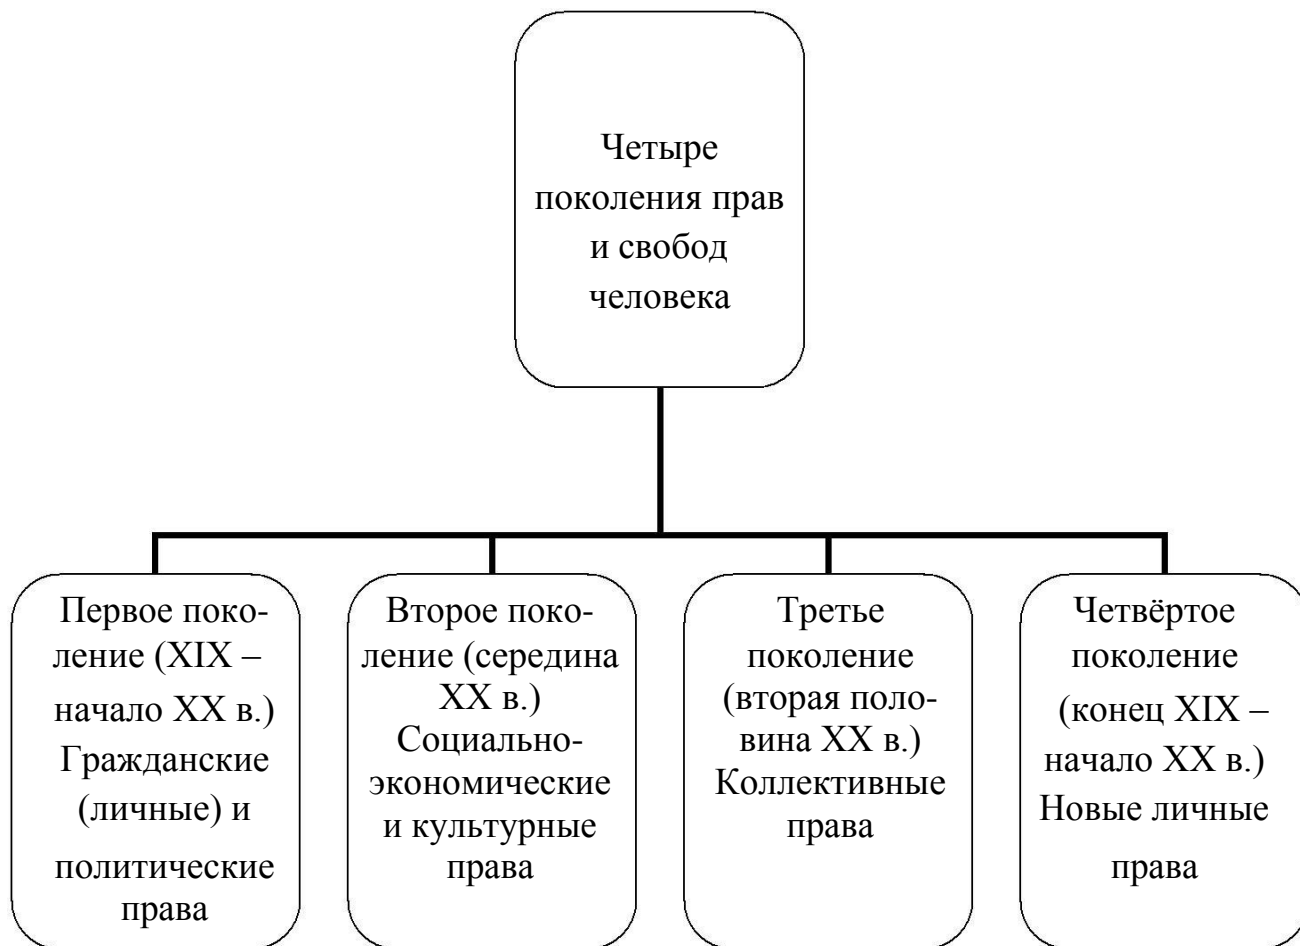 Четыре
поколения прав
и свобод
человека
Первое поко-
ление (XIX –
начало XX в.)
Гражданские
(личные) и
политические
права
Второе поко-
ление (середина
XX в.)
Социально-
экономические
и культурные
права
Третье
поколение
(вторая поло-
вина XX в.)
Коллективные
права
Четвёртое
поколение
(конец XIX –
начало XX в.)
Новые личные
права